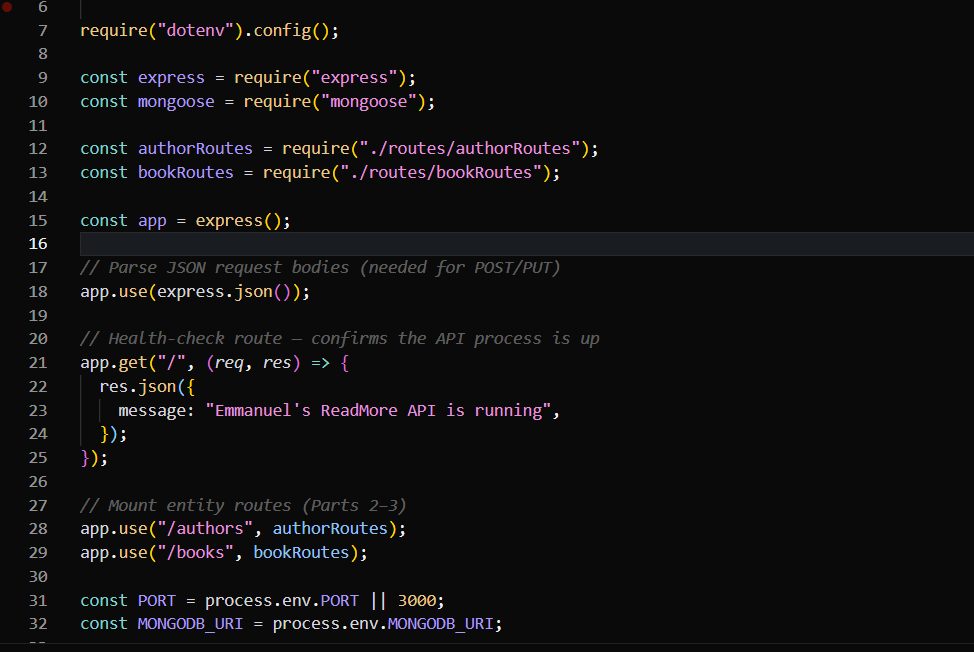 6
7 require("dotenv").config();
8
9 const express = require("express");
10 const mongoose = require("mongoose");
11
12 const authorRoutes = require("./routes/authorRoutes");
13 const bookRoutes = require("./routes/bookRoutes");
14
15 const app = express();
16
17 // Parse JSON request bodies (needed for POST/PUT)
18 app.use(express.json());
19
20 // Health-check route — confirms the API process is up
21 app.get("/", (req, res) => {
22   res.json({
23     message: "Emmanuel's ReadMore API is running",
24   });
25 });
26
27 // Mount entity routes (Parts 2–3)
28 app.use("/authors", authorRoutes);
29 app.use("/books", bookRoutes);
30
31 const PORT = process.env.PORT || 3000;
32 const MONGODB_URI = process.env.MONGODB_URI;